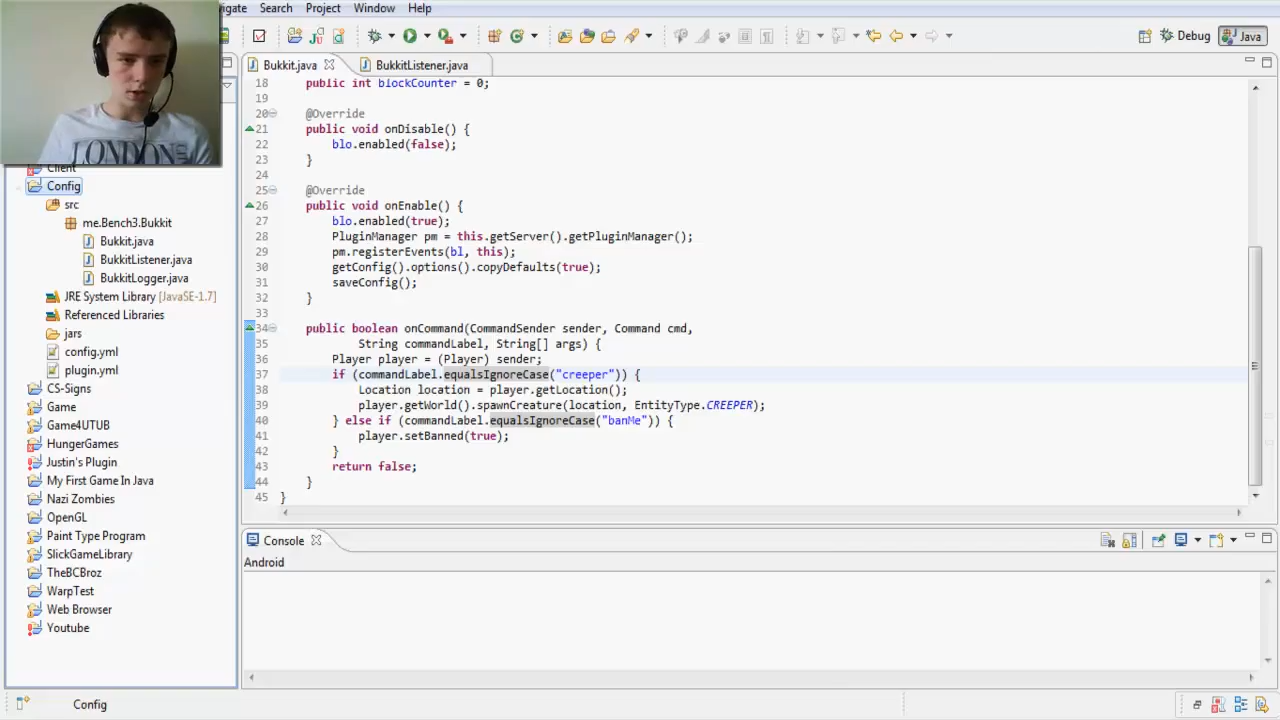 vigate Search Project Window Help
Debug Java
Bukkit.java BukkitListener.java
LONDON
Client
Config
src
me.Bench3.Bukkit
Bukkit.java
BukkitListener.java
BukkitLogger.java
JRE System Library [JavaSE-1.7]
Referenced Libraries
jars
config.yml
plugin.yml
CS-Signs
Game
Game4UTUB
HungerGames
Justin's Plugin
My First Game In Java
Nazi Zombies
OpenGL
Paint Type Program
SlickGameLibrary
TheBCBroz
WarpTest
Web Browser
Youtube
18 public int blockCounter = 0;
19
20 @Override
21 public void onDisable() {
22 blo.enabled(false);
23 }
24
25 @Override
26 public void onEnable() {
27 blo.enabled(true);
28 PluginManager pm = this.getServer().getPluginManager();
29 pm.registerEvents(bl, this);
30 getConfig().options().copyDefaults(true);
31 saveConfig();
32 }
33
34 public boolean onCommand(CommandSender sender, Command cmd,
35 String commandLabel, String[] args) {
36 Player player = (Player) sender;
37 if (commandLabel.equalsIgnoreCase("creeper")) {
38 Location location = player.getLocation();
39 player.getWorld().spawnCreature(location, EntityType.CREEPER);
40 } else if (commandLabel.equalsIgnoreCase("banMe")) {
41 player.setBanned(true);
42 }
43 return false;
44 }
45 }
Console
Android
Config